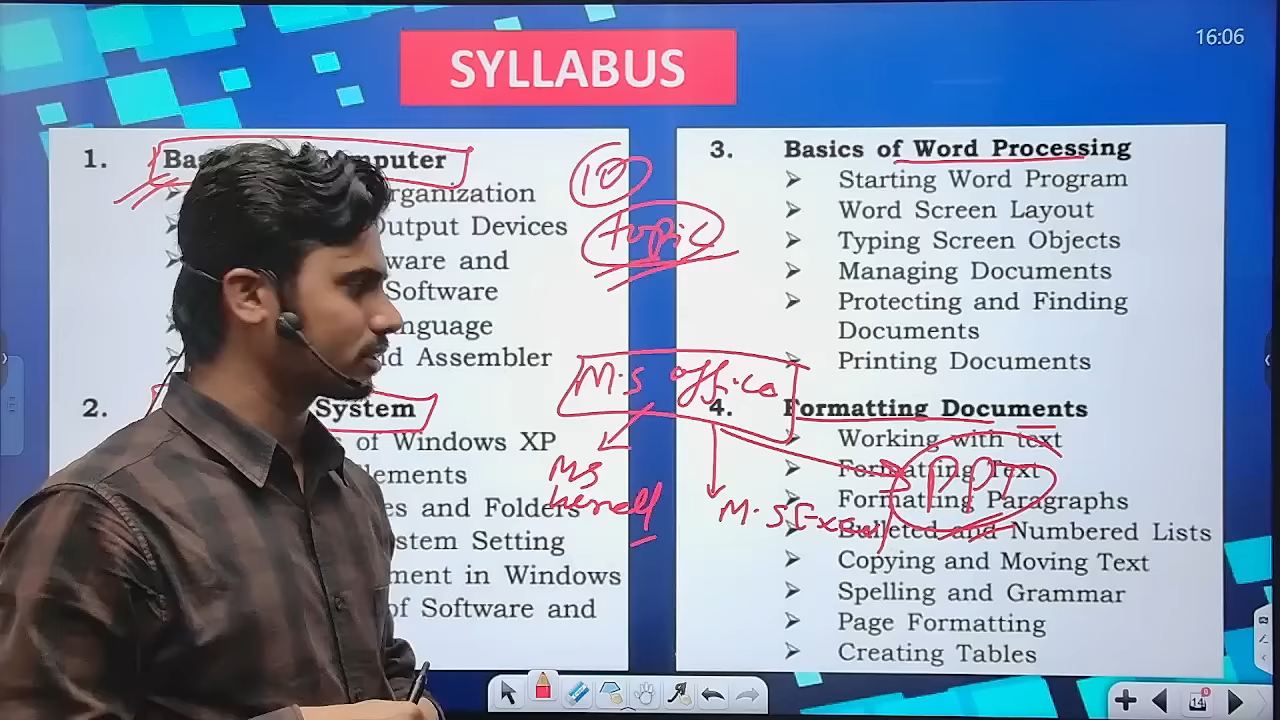 16:06
SYLLABUS
1. Computer
rganization
Output Devices
ware and
Software
nguage
d Assembler
2. System
of Windows XP
lements
es and Folders
stem Setting
ment in Windows
of Software and
10
topic
M.S office
MS
M.S Excel
PPT
3. Basics of Word Processing
➤ Starting Word Program
➤ Word Screen Layout
➤ Typing Screen Objects
➤ Managing Documents
➤ Protecting and Finding
Documents
➤ Printing Documents
4. Formatting Documents
➤ Working with text
➤ Formatting Text
➤ Formatting Paragraphs
➤ Bulleted and Numbered Lists
➤ Copying and Moving Text
➤ Spelling and Grammar
➤ Page Formatting
➤ Creating Tables
14